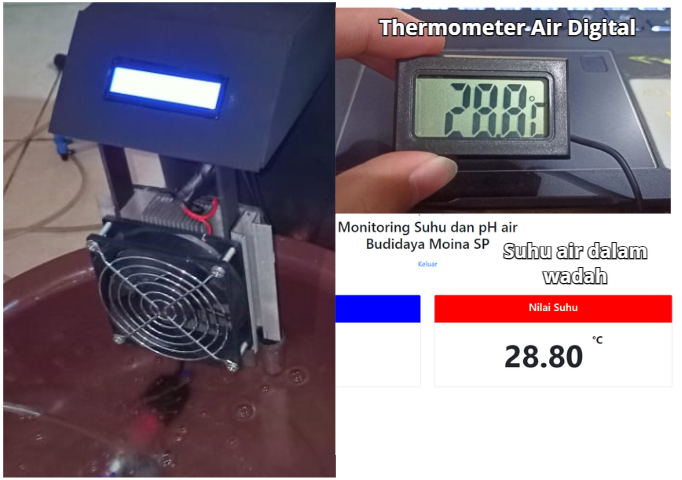 Thermometer Air Digital
28.8
°C
Monitoring Suhu dan pH air
Budidaya Moina SP
Keluar
Suhu air dalam
wadah
Nilai Suhu
28.80 °C